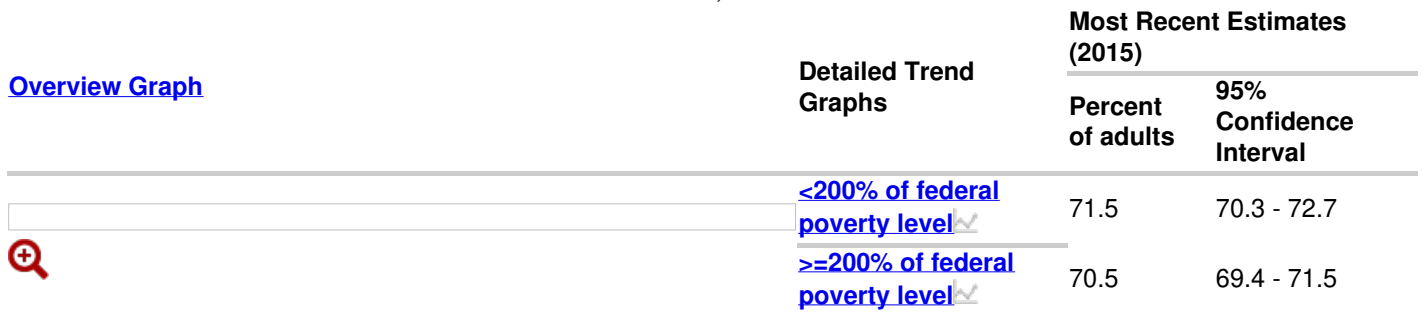 Most Recent Estimates
(2015)
Overview Graph
Detailed Trend
Graphs
Percent
of adults
95%
Confidence
Interval
<200% of federal
poverty level
71.5
70.3 - 72.7
>=200% of federal
poverty level
70.5
69.4 - 71.5